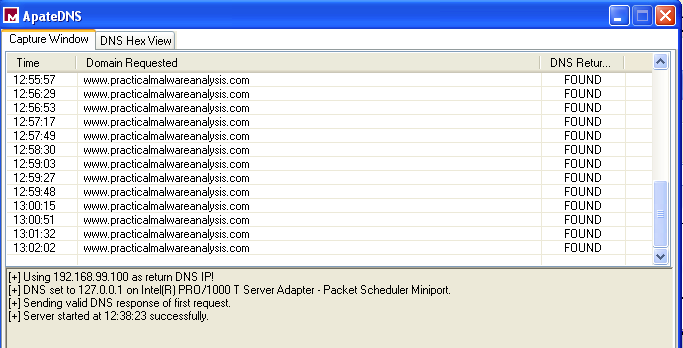 ApateDNS
Capture Window DNS Hex View
Time Domain Requested DNS Retur...
12:55:57 www.practicalmalwareanalysis.com FOUND
12:56:29 www.practicalmalwareanalysis.com FOUND
12:56:53 www.practicalmalwareanalysis.com FOUND
12:57:17 www.practicalmalwareanalysis.com FOUND
12:57:49 www.practicalmalwareanalysis.com FOUND
12:58:30 www.practicalmalwareanalysis.com FOUND
12:59:03 www.practicalmalwareanalysis.com FOUND
12:59:27 www.practicalmalwareanalysis.com FOUND
12:59:48 www.practicalmalwareanalysis.com FOUND
13:00:15 www.practicalmalwareanalysis.com FOUND
13:00:51 www.practicalmalwareanalysis.com FOUND
13:01:32 www.practicalmalwareanalysis.com FOUND
13:02:02 www.practicalmalwareanalysis.com FOUND
[+] Using 192.168.99.100 as return DNS IP!
[+] DNS set to 127.0.0.1 on Intel(R) PRO/1000 T Server Adapter - Packet Scheduler Miniport.
[+] Sending valid DNS response of first request.
[+] Server started at 12:38:23 successfully.